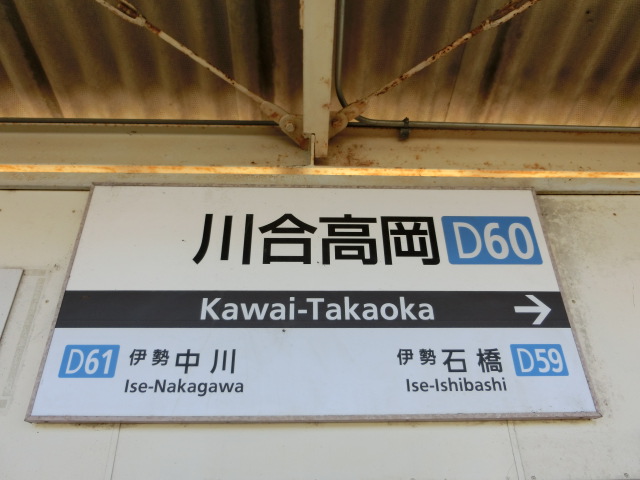 川合高岡 D60
Kawai-Takaoka →
D61 伊勢中川 伊勢石橋 D59
Ise-Nakagawa Ise-Ishibashi